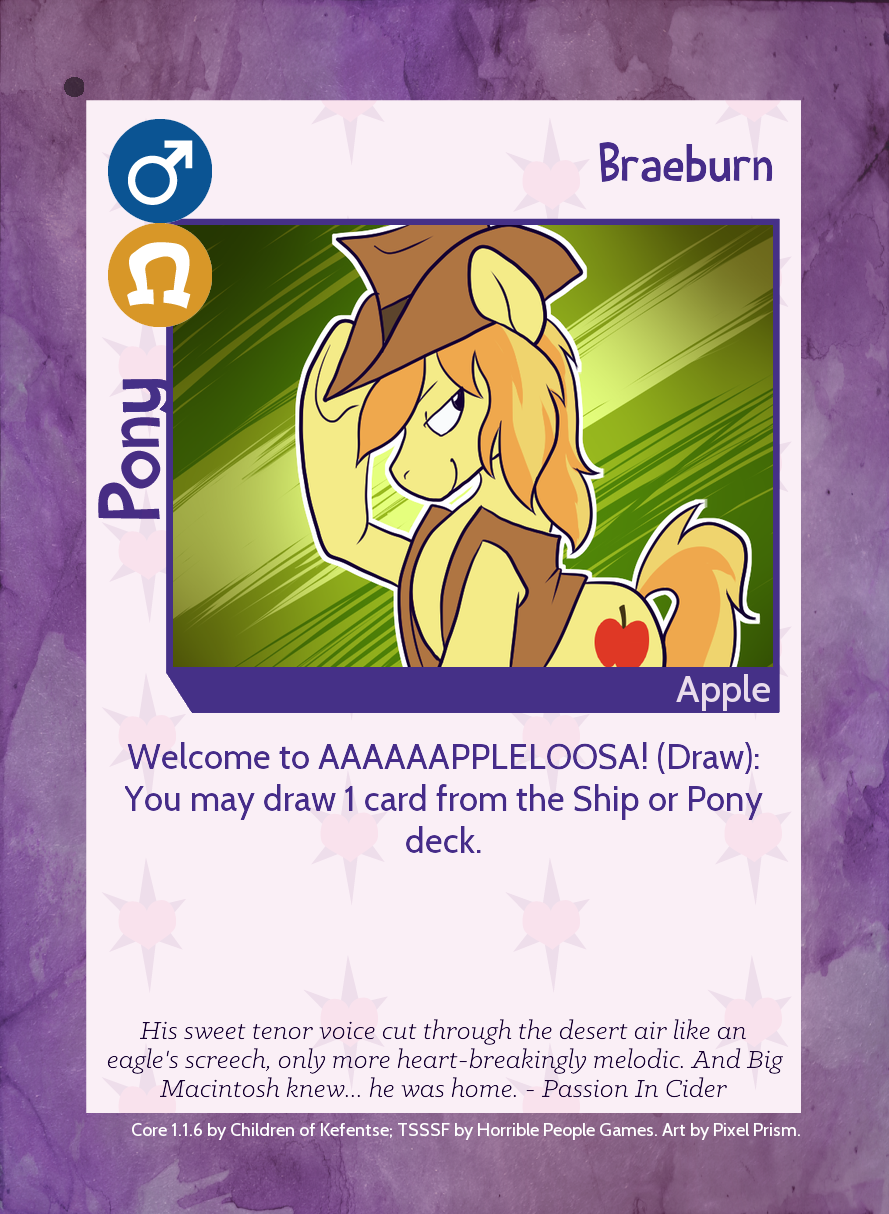 Braeburn
Pony
Apple
Welcome to AAAAAAPPLELOOSA! (Draw):
You may draw 1 card from the Ship or Pony
deck.
His sweet tenor voice cut through the desert air like an
eagle's screech, only more heart-breakingly melodic. And Big
Macintosh knew... he was home. - Passion In Cider
Core 1.1.6 by Children of Kefentse; TSSSF by Horrible People Games. Art by Pixel Prism.